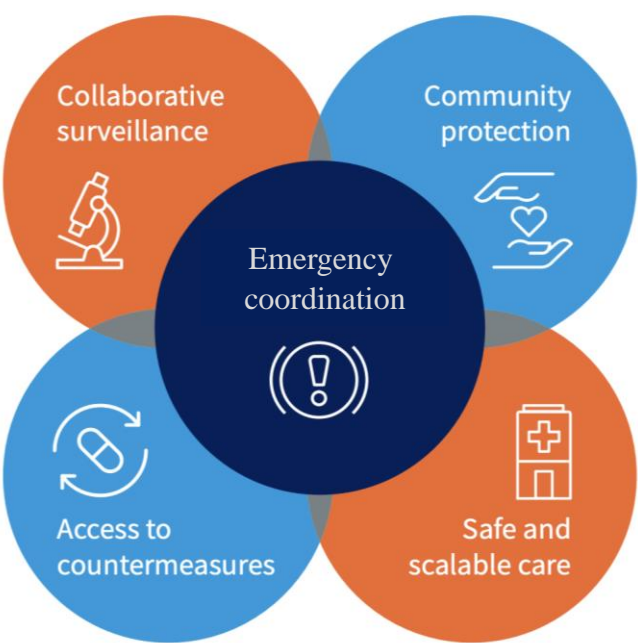 Collaborative
surveillance
Community
protection
Emergency
coordination
Access to
countermeasures
Safe and
scalable care